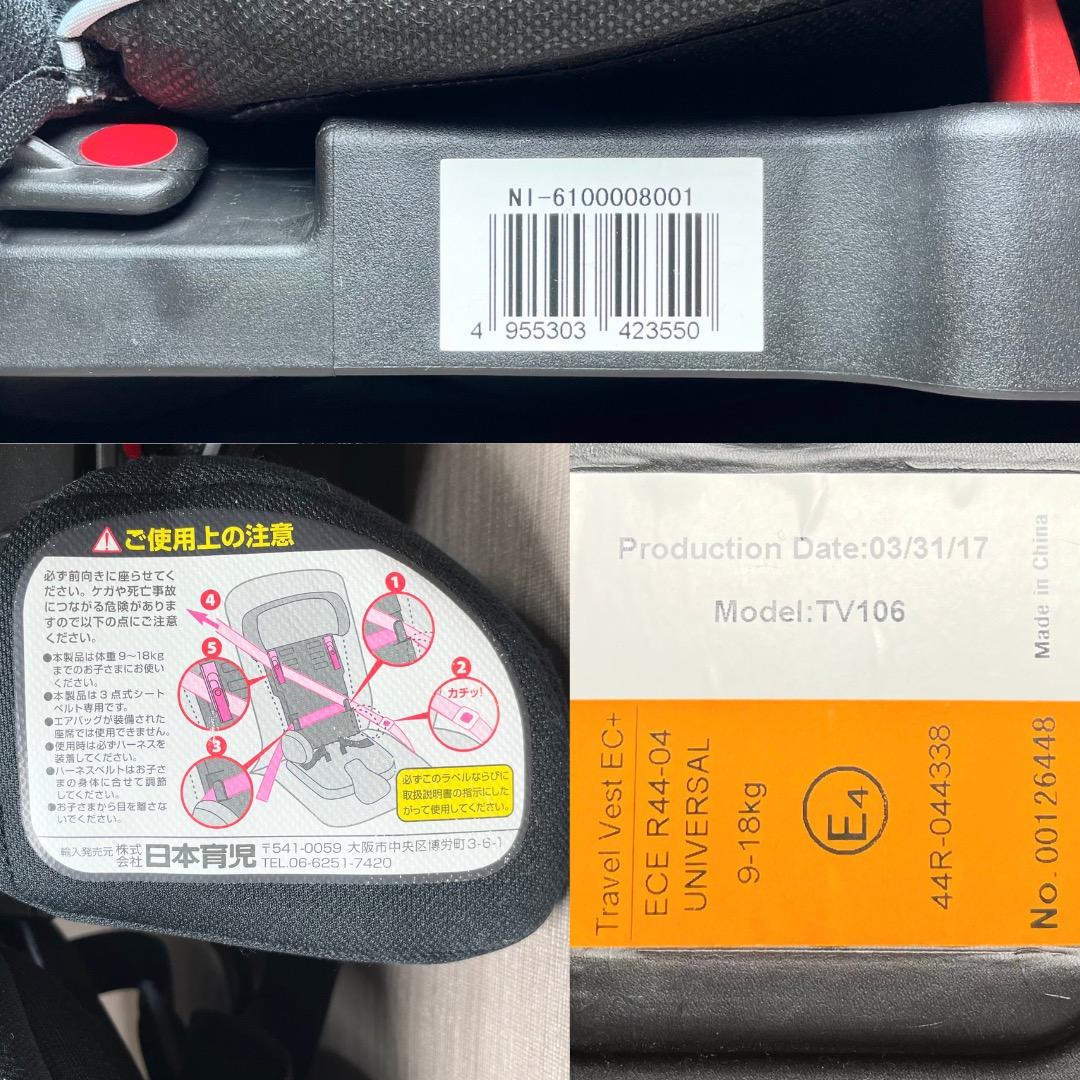 NI-6100008001
4 955303 423550
ご使用上の注意
必ず前向きに座らせてく
ださい。ケガや死亡事故
につながる危険がありま
すので以下の点にご注意
ください。
●本製品は体重9〜18kg
までのお子さまにお使い
ください。
●本製品は3点式シート
ベルト専用です。
●エアバッグが装備された
座席では使用できません。
●使用時は必ずハーネスを
装着してください。
●ハーネスベルトはお子さ
まの身体に合せて調節
してください。
●お子さまから目を離さな
いでください。
1
2
カチッ!
3
4
5
必ずこのラベルならびに
取扱説明書の指示にした
がって使用してください。
輸入発売元 株式会社 日本育児 〒541-0059 大阪市中央区博労町3-6-1
TEL.06-6251-7420
Production Date:03/31/17
Model:TV106
Made in China
Travel Vest EC+
ECE R44-04
UNIVERSAL
9-18kg
E4
44R-044338
No. 00126448